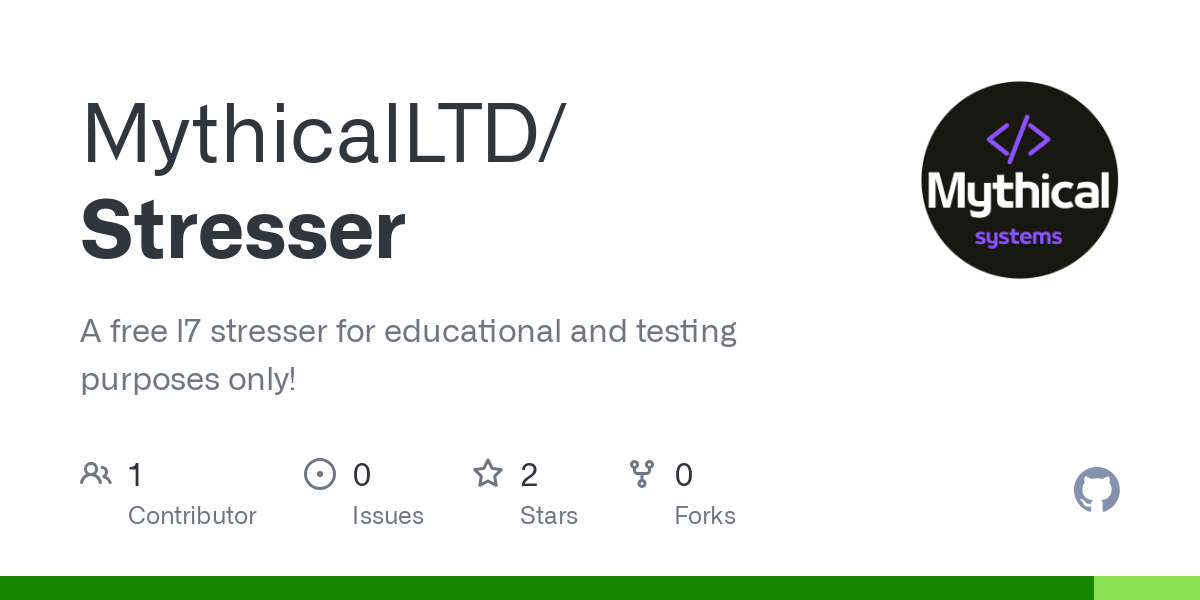 MythicalLTD/
Stresser
</>
Mythical
systems
A free l7 stresser for educational and testing
purposes only!
1
Contributor
0
Issues
2
Stars
0
Forks